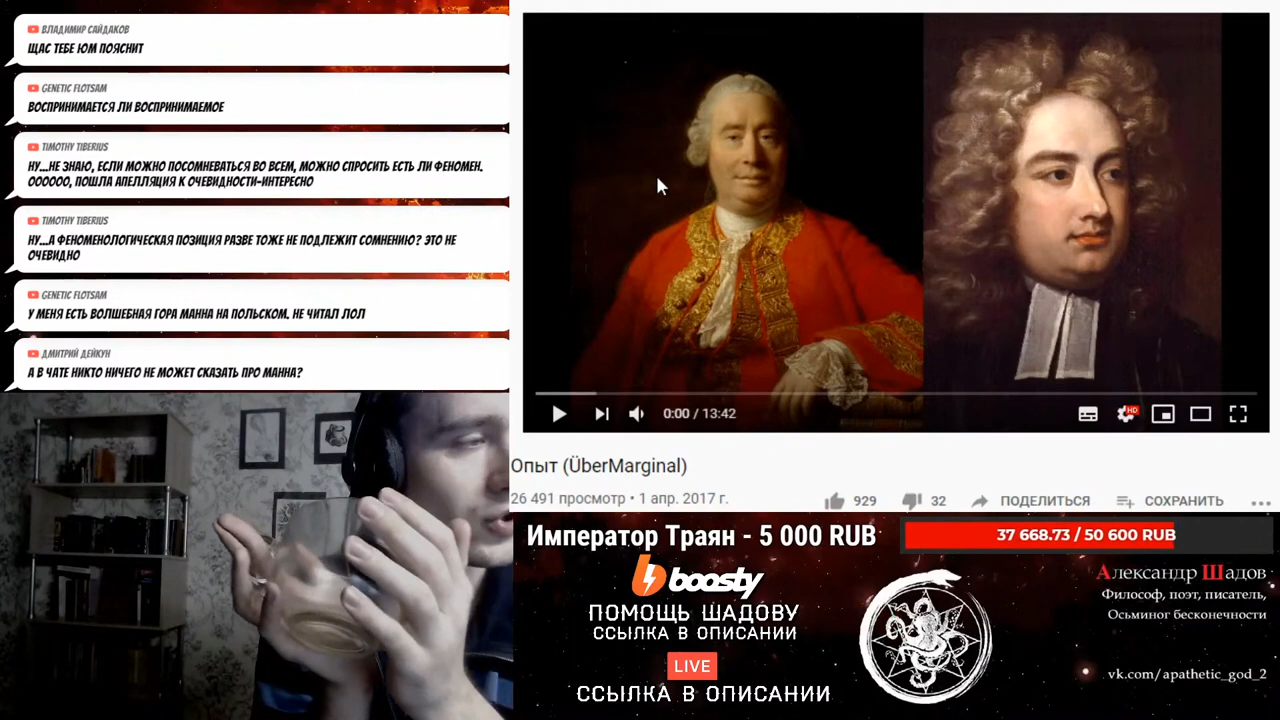 ВЛАДИМИР САЙДАКОВ
ЩАС ТЕБЕ ЮМ ПОЯСНИТ
GENETIC FLOTSAM
ВОСПРИНИМАЕТСЯ ЛИ ВОСПРИНИМАЕМОЕ
TIMOTHY TIBERIUS
НУ...НЕ ЗНАЮ, ЕСЛИ МОЖНО ПОСОМНЕВАТЬСЯ ВО ВСЕМ, МОЖНО СПРОСИТЬ ЕСТЬ ЛИ ФЕНОМЕН.
ОООООО, ПОШЛА АПЕЛЛЯЦИЯ К ОЧЕВИДНОСТИ-ИНТЕРЕСНО
TIMOTHY TIBERIUS
НУ...А ФЕНОМЕНОЛОГИЧЕСКАЯ ПОЗИЦИЯ РАЗВЕ ТОЖЕ НЕ ПОДЛЕЖИТ СОМНЕНИЮ? ЭТО НЕ
ОЧЕВИДНО
GENETIC FLOTSAM
У МЕНЯ ЕСТЬ ВОЛШЕБНАЯ ГОРА МАННА НА ПОЛЬСКОМ. НЕ ЧИТАЛ ЛОЛ
ДМИТРИЙ ДЕЙКУН
А В ЧАТЕ НИКТО НИЧЕГО НЕ МОЖЕТ СКАЗАТЬ ПРО МАННА?
0:00 / 13:42
HD
Опыт (ÜberMarginal)
26 491 просмотр • 1 апр. 2017 г.
929
32
ПОДЕЛИТЬСЯ
СОХРАНИТЬ
Император Траян - 5 000 RUB
37 668.73 / 50 600 RUB
boosty
ПОМОЩЬ ШАДОВУ
ССЫЛКА В ОПИСАНИИ
LIVE
ССЫЛКА В ОПИСАНИИ
Александр Шадов
Философ, поэт, писатель,
Осьминог бесконечности
vk.com/apathetic_god_2